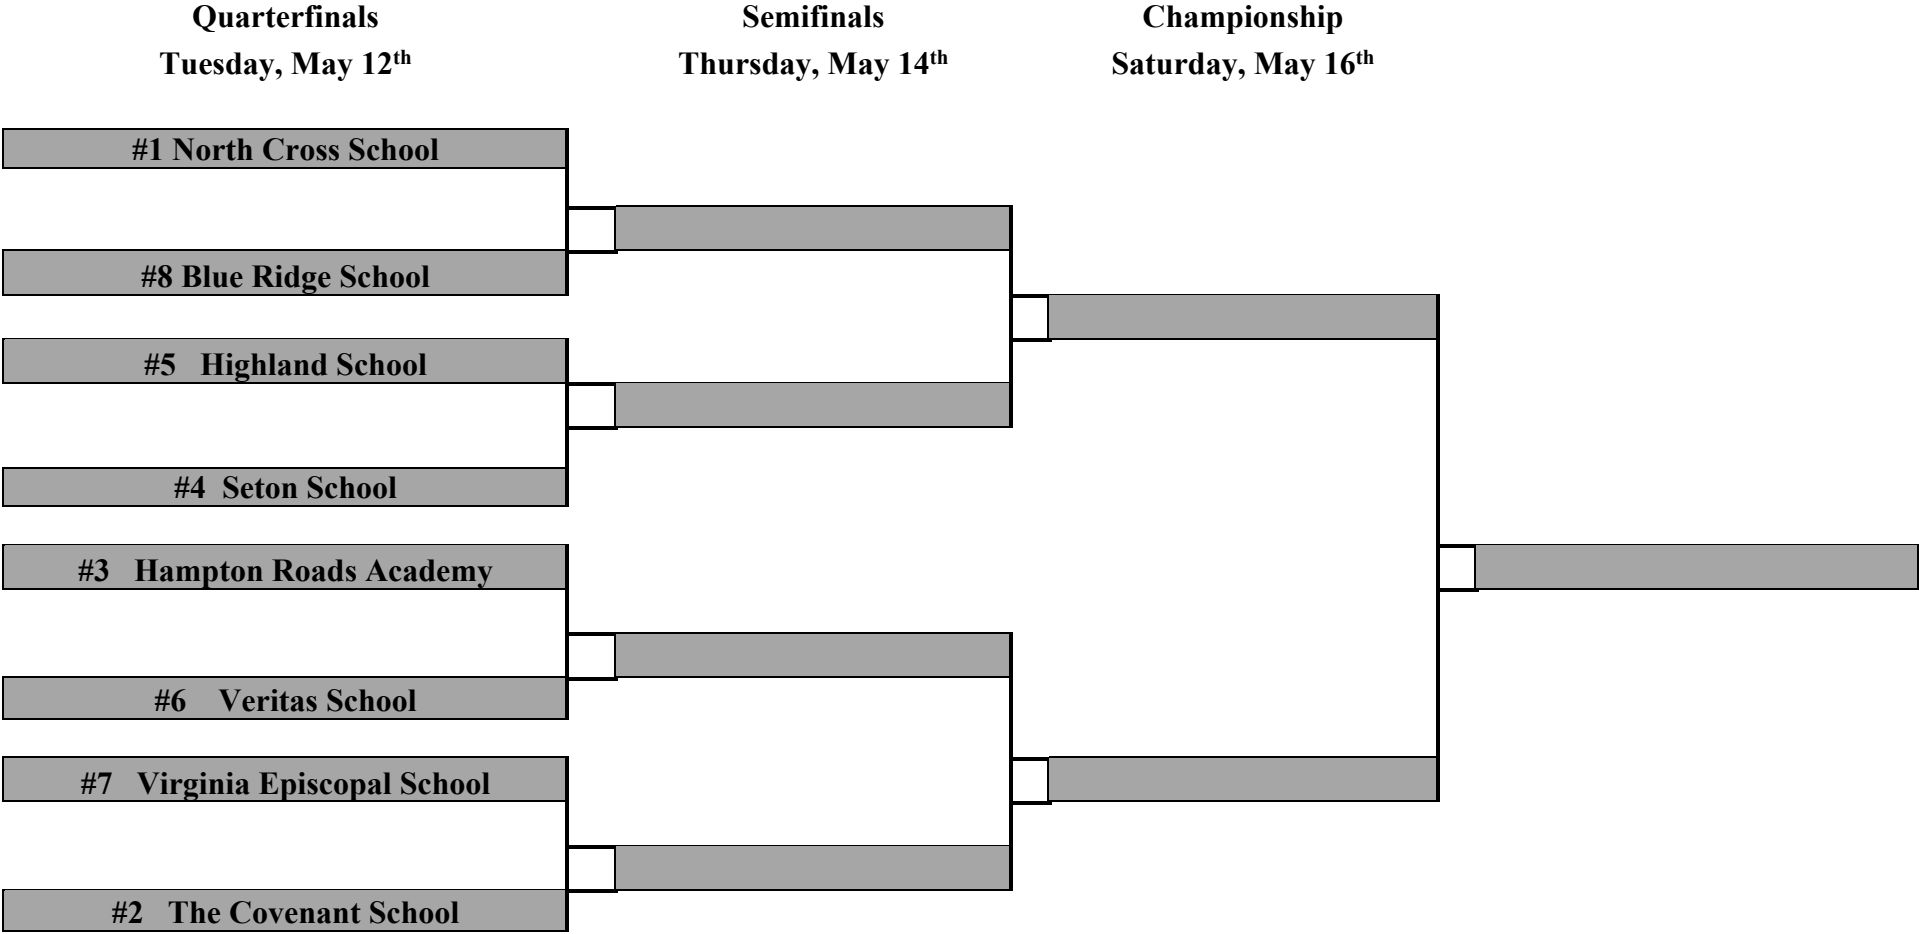 Quarterfinals
Tuesday, May 12th
Semifinals
Thursday, May 14th
Championship
Saturday, May 16th
#1 North Cross School
#8 Blue Ridge School
#5 Highland School
#4 Seton School
#3 Hampton Roads Academy
#6 Veritas School
#7 Virginia Episcopal School
#2 The Covenant School